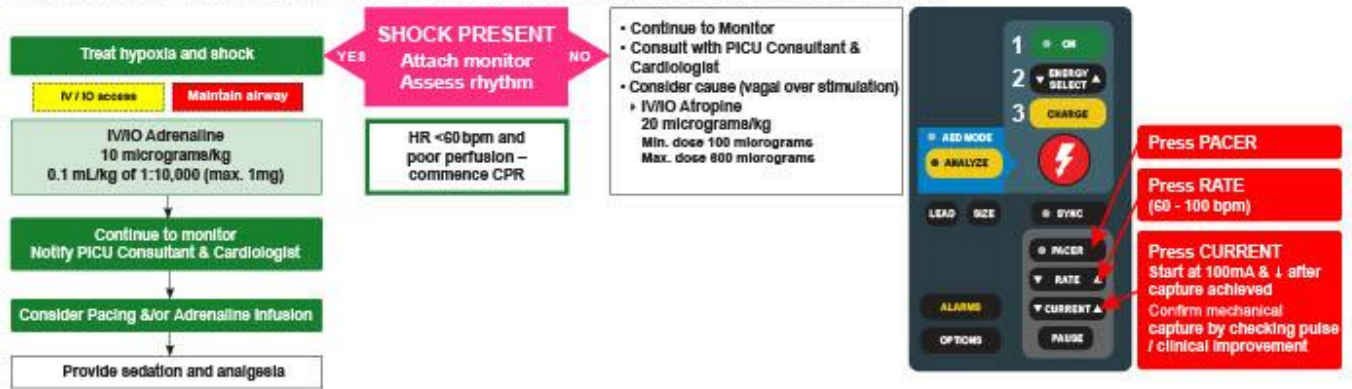 Treat hypoxia and shock
IV / IO access
Maintain airway
IV/IO Adrenaline
10 micrograms/kg
0.1 mL/kg of 1:10,000 (max. 1mg)
Continue to monitor
Notify PICU Consultant & Cardiologist
Consider Pacing &/or Adrenaline Infusion
Provide sedation and analgesia
YES
SHOCK PRESENT
Attach monitor
Assess rhythm
NO
HR <60 bpm and
poor perfusion –
commence CPR
• Continue to Monitor
• Consult with PICU Consultant &
Cardiologist
• Consider cause (vagal over stimulation)
▸ IV/IO Atropine
20 micrograms/kg
Min. dose 100 micrograms
Max. dose 600 micrograms
1 ON
2 ▼ ENERGY SELECT ▲
3 CHARGE
AED MODE
ANALYZE
LEAD
SIZE
SYNC
PACER
▼ RATE ▲
▼ CURRENT ▲
PAUSE
ALARMS
OPTIONS
Press PACER
Press RATE
(60 - 100 bpm)
Press CURRENT
Start at 100mA & ↓ after
capture achieved
Confirm mechanical
capture by checking pulse
/ clinical improvement